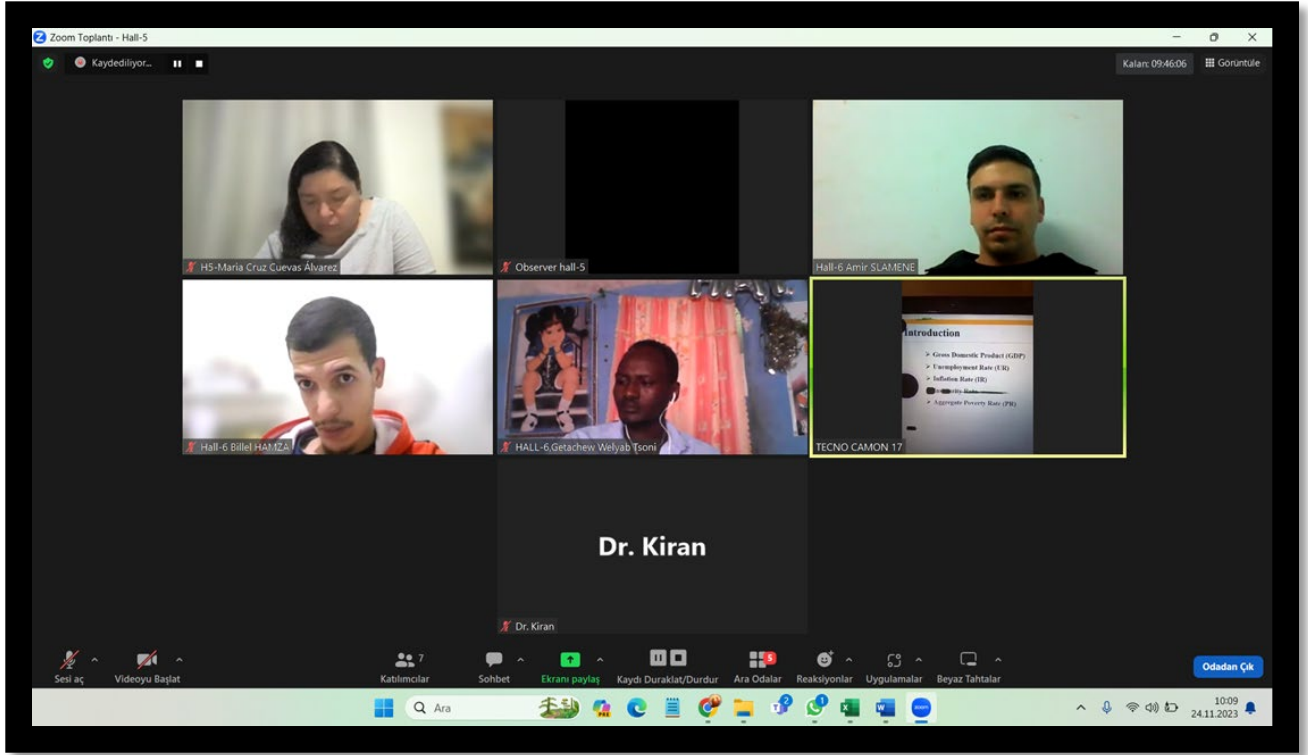 Zoom Toplantı - Hall-5
Kaydediliyor...
Kalan: 09:46:06
Görüntüle
H5-Maria Cruz Cuevas Álvarez
Observer hall-5
Hall-6 Amir SLAMENE
Hall-6 Billel HAMZA
HALL-6,Getachew Welyab Tsoni
Introduction
➢ Gross Domestic Product (GDP)
➢ Unemployment Rate (UR)
➢ Inflation Rate (IR)
➢ Aggregate Poverty Rate (PR)
TECNO CAMON 17
Dr. Kiran
Dr. Kiran
Sesi aç
Videoyu Başlat
7
Katılımcılar
Sohbet
Ekranı paylaş
Kaydı Duraklat/Durdur
5
Ara Odalar
Reaksiyonlar
Uygulamalar
Beyaz Tahtalar
Odadan Çık
Ara
10:09
24.11.2023